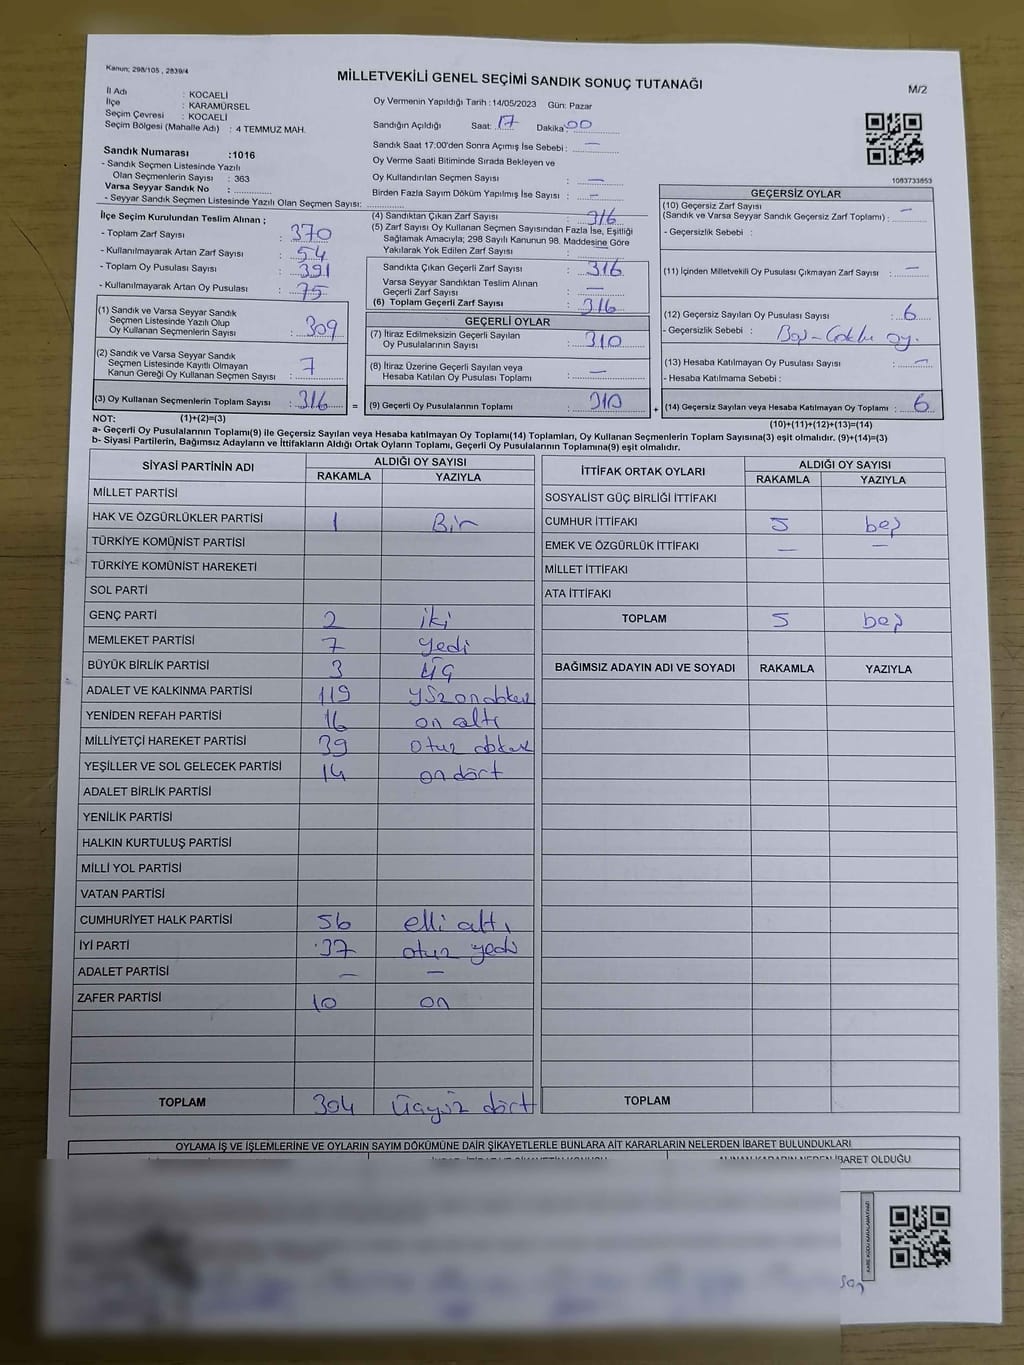 Kanun; 298/105 , 2839/4
MİLLETVEKİLİ GENEL SEÇİMİ SANDIK SONUÇ TUTANAĞI
M/2
İl Adı : KOCAELİ
İlçe : KARAMÜRSEL
Seçim Çevresi : KOCAELİ
Seçim Bölgesi (Mahalle Adı) : 4 TEMMUZ MAH.
Sandık Numarası :1016
- Sandık Seçmen Listesinde Yazılı
Olan Seçmenlerin Sayısı : 363
Varsa Seyyar Sandık No :
- Seyyar Sandık Seçmen Listesinde Yazılı Olan Seçmen Sayısı:
Oy Vermenin Yapıldığı Tarih :14/05/2023 Gün: Pazar
Sandığın Açıldığı Saat: 17 Dakika: 00
Sandık Saat 17:00'den Sonra Açımış İse Sebebi : —
Oy Verme Saati Bitiminde Sırada Bekleyen ve
Oy Kullandırılan Seçmen Sayısı : —
Birden Fazla Sayım Döküm Yapılmış İse Sayısı : —
1083733853
İlçe Seçim Kurulundan Teslim Alınan ;
- Toplam Zarf Sayısı : 370
- Kullanılmayarak Artan Zarf Sayısı : 54
- Toplam Oy Pusulası Sayısı : 391
- Kullanılmayarak Artan Oy Pusulası : 75
(1) Sandık ve Varsa Seyyar Sandık
Seçmen Listesinde Yazılı Olup
Oy Kullanan Seçmenlerin Sayısı : 309
(2) Sandık ve Varsa Seyyar Sandık
Seçmen Listesinde Kayıtlı Olmayan
Kanun Gereği Oy Kullanan Seçmen Sayısı : 7
(3) Oy Kullanan Seçmenlerin Toplam Sayısı : 316 =
(4) Sandıktan Çıkan Zarf Sayısı : 316
(5) Zarf Sayısı Oy Kullanan Seçmen Sayısından Fazla İse, Eşitliği
Sağlamak Amacıyla; 298 Sayılı Kanunun 98. Maddesine Göre
Yakılarak Yok Edilen Zarf Sayısı : —
Sandıkta Çıkan Geçerli Zarf Sayısı : 316
Varsa Seyyar Sandıktan Teslim Alınan
Geçerli Zarf Sayısı : —
(6) Toplam Geçerli Zarf Sayısı : 316
GEÇERLİ OYLAR
(7) İtiraz Edilmeksizin Geçerli Sayılan
Oy Pusulalarının Sayısı : 310
(8) İtiraz Üzerine Geçerli Sayılan veya
Hesaba Katılan Oy Pusulası Toplamı : —
(9) Geçerli Oy Pusulalarının Toplamı : 310 +
GEÇERSİZ OYLAR
(10) Geçersiz Zarf Sayısı
(Sandık ve Varsa Seyyar Sandık Geçersiz Zarf Toplamı) : —
- Geçersizlik Sebebi :
(11) İçinden Milletvekili Oy Pusulası Çıkmayan Zarf Sayısı : —
(12) Geçersiz Sayılan Oy Pusulası Sayısı : 6
- Geçersizlik Sebebi : Boş-Çoklu oy.
(13) Hesaba Katılmayan Oy Pusulası Sayısı : —
- Hesaba Katılmama Sebebi :
(14) Geçersiz Sayılan veya Hesaba Katılmayan Oy Toplamı : 6
NOT: (1)+(2)=(3) (10)+(11)+(12)+(13)=(14)
a- Geçerli Oy Pusulalarının Toplamı(9) ile Geçersiz Sayılan veya Hesaba katılmayan Oy Toplamı(14) Toplamları, Oy Kullanan Seçmenlerin Toplam Sayısına(3) eşit olmalıdır. (9)+(14)=(3)
b- Siyasi Partilerin, Bağımsız Adayların ve İttifakların Aldığı Ortak Oyların Toplamı, Geçerli Oy Pusulalarının Toplamına(9) eşit olmalıdır.
SİYASİ PARTİNİN ADI ALDIĞI OY SAYISI
RAKAMLA YAZIYLA
MİLLET PARTİSİ
HAK VE ÖZGÜRLÜKLER PARTİSİ 1 Bir
TÜRKİYE KOMÜNİST PARTİSİ
TÜRKİYE KOMÜNİST HAREKETİ
SOL PARTİ
GENÇ PARTİ 2 iki
MEMLEKET PARTİSİ 7 yedi
BÜYÜK BİRLİK PARTİSİ 3 üç
ADALET VE KALKINMA PARTİSİ 119 yüz on dokuz
YENİDEN REFAH PARTİSİ 16 on altı
MİLLİYETÇİ HAREKET PARTİSİ 39 otuz dokuz
YEŞİLLER VE SOL GELECEK PARTİSİ 14 on dört
ADALET BİRLİK PARTİSİ
YENİLİK PARTİSİ
HALKIN KURTULUŞ PARTİSİ
MİLLİ YOL PARTİSİ
VATAN PARTİSİ
CUMHURİYET HALK PARTİSİ 56 elli altı
İYİ PARTİ 37 otuz yedi
ADALET PARTİSİ — —
ZAFER PARTİSİ 10 on
TOPLAM 304 üçyüz dört
İTTİFAK ORTAK OYLARI ALDIĞI OY SAYISI
RAKAMLA YAZIYLA
SOSYALİST GÜÇ BİRLİĞİ İTTİFAKI
CUMHUR İTTİFAKI 5 beş
EMEK VE ÖZGÜRLÜK İTTİFAKI — —
MİLLET İTTİFAKI
ATA İTTİFAKI
TOPLAM 5 beş
BAĞIMSIZ ADAYIN ADI VE SOYADI RAKAMLA YAZIYLA
TOPLAM
OYLAMA İŞ VE İŞLEMLERİNE VE OYLARIN SAYIM DÖKÜMÜNE DAİR ŞİKAYETLERLE BUNLARA AİT KARARLARIN NELERDEN İBARET BULUNDUKLARI
ALINAN KARARIN NEDEN İBARET OLDUĞU